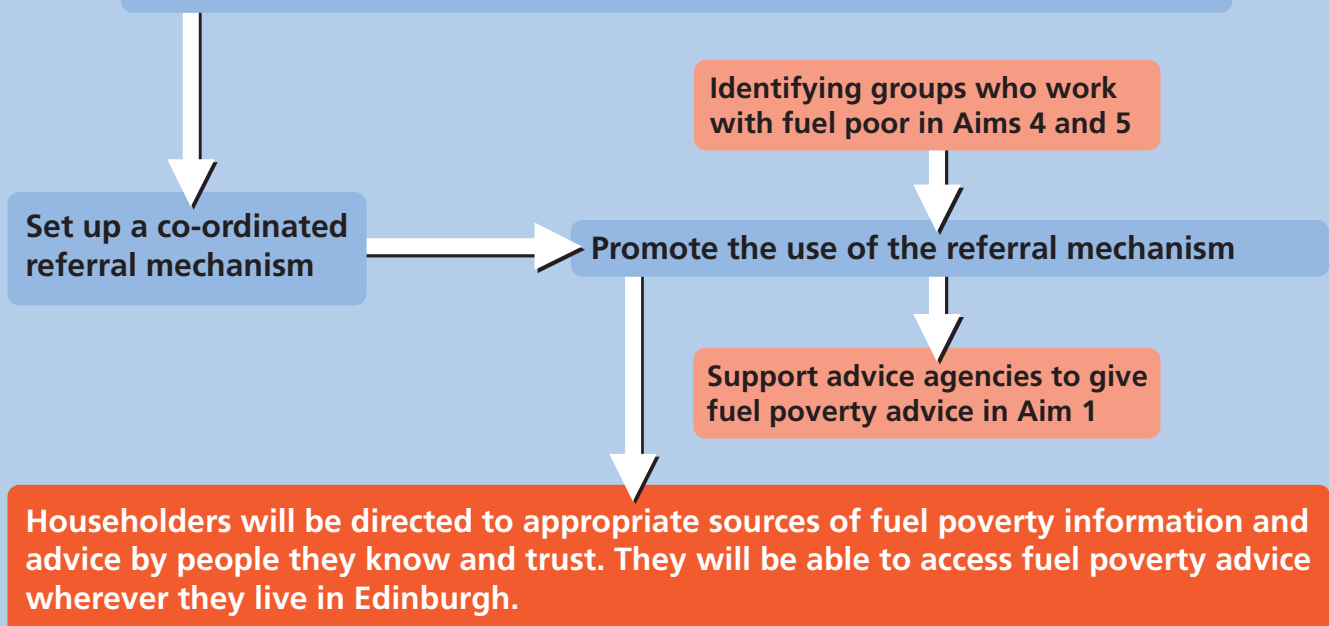 Identifying groups who work
with fuel poor in Aims 4 and 5
Set up a co-ordinated
referral mechanism
Promote the use of the referral mechanism
Support advice agencies to give
fuel poverty advice in Aim 1
Householders will be directed to appropriate sources of fuel poverty information and
advice by people they know and trust. They will be able to access fuel poverty advice
wherever they live in Edinburgh.